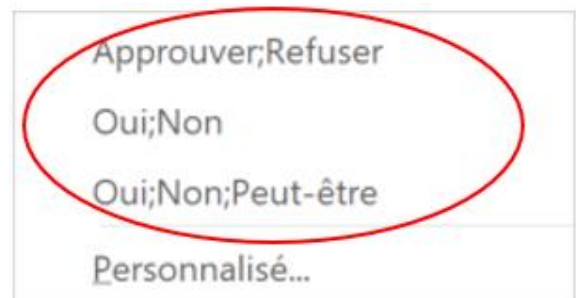 Approuver;Refuser
Oui;Non
Oui;Non;Peut-être
Personnalisé...